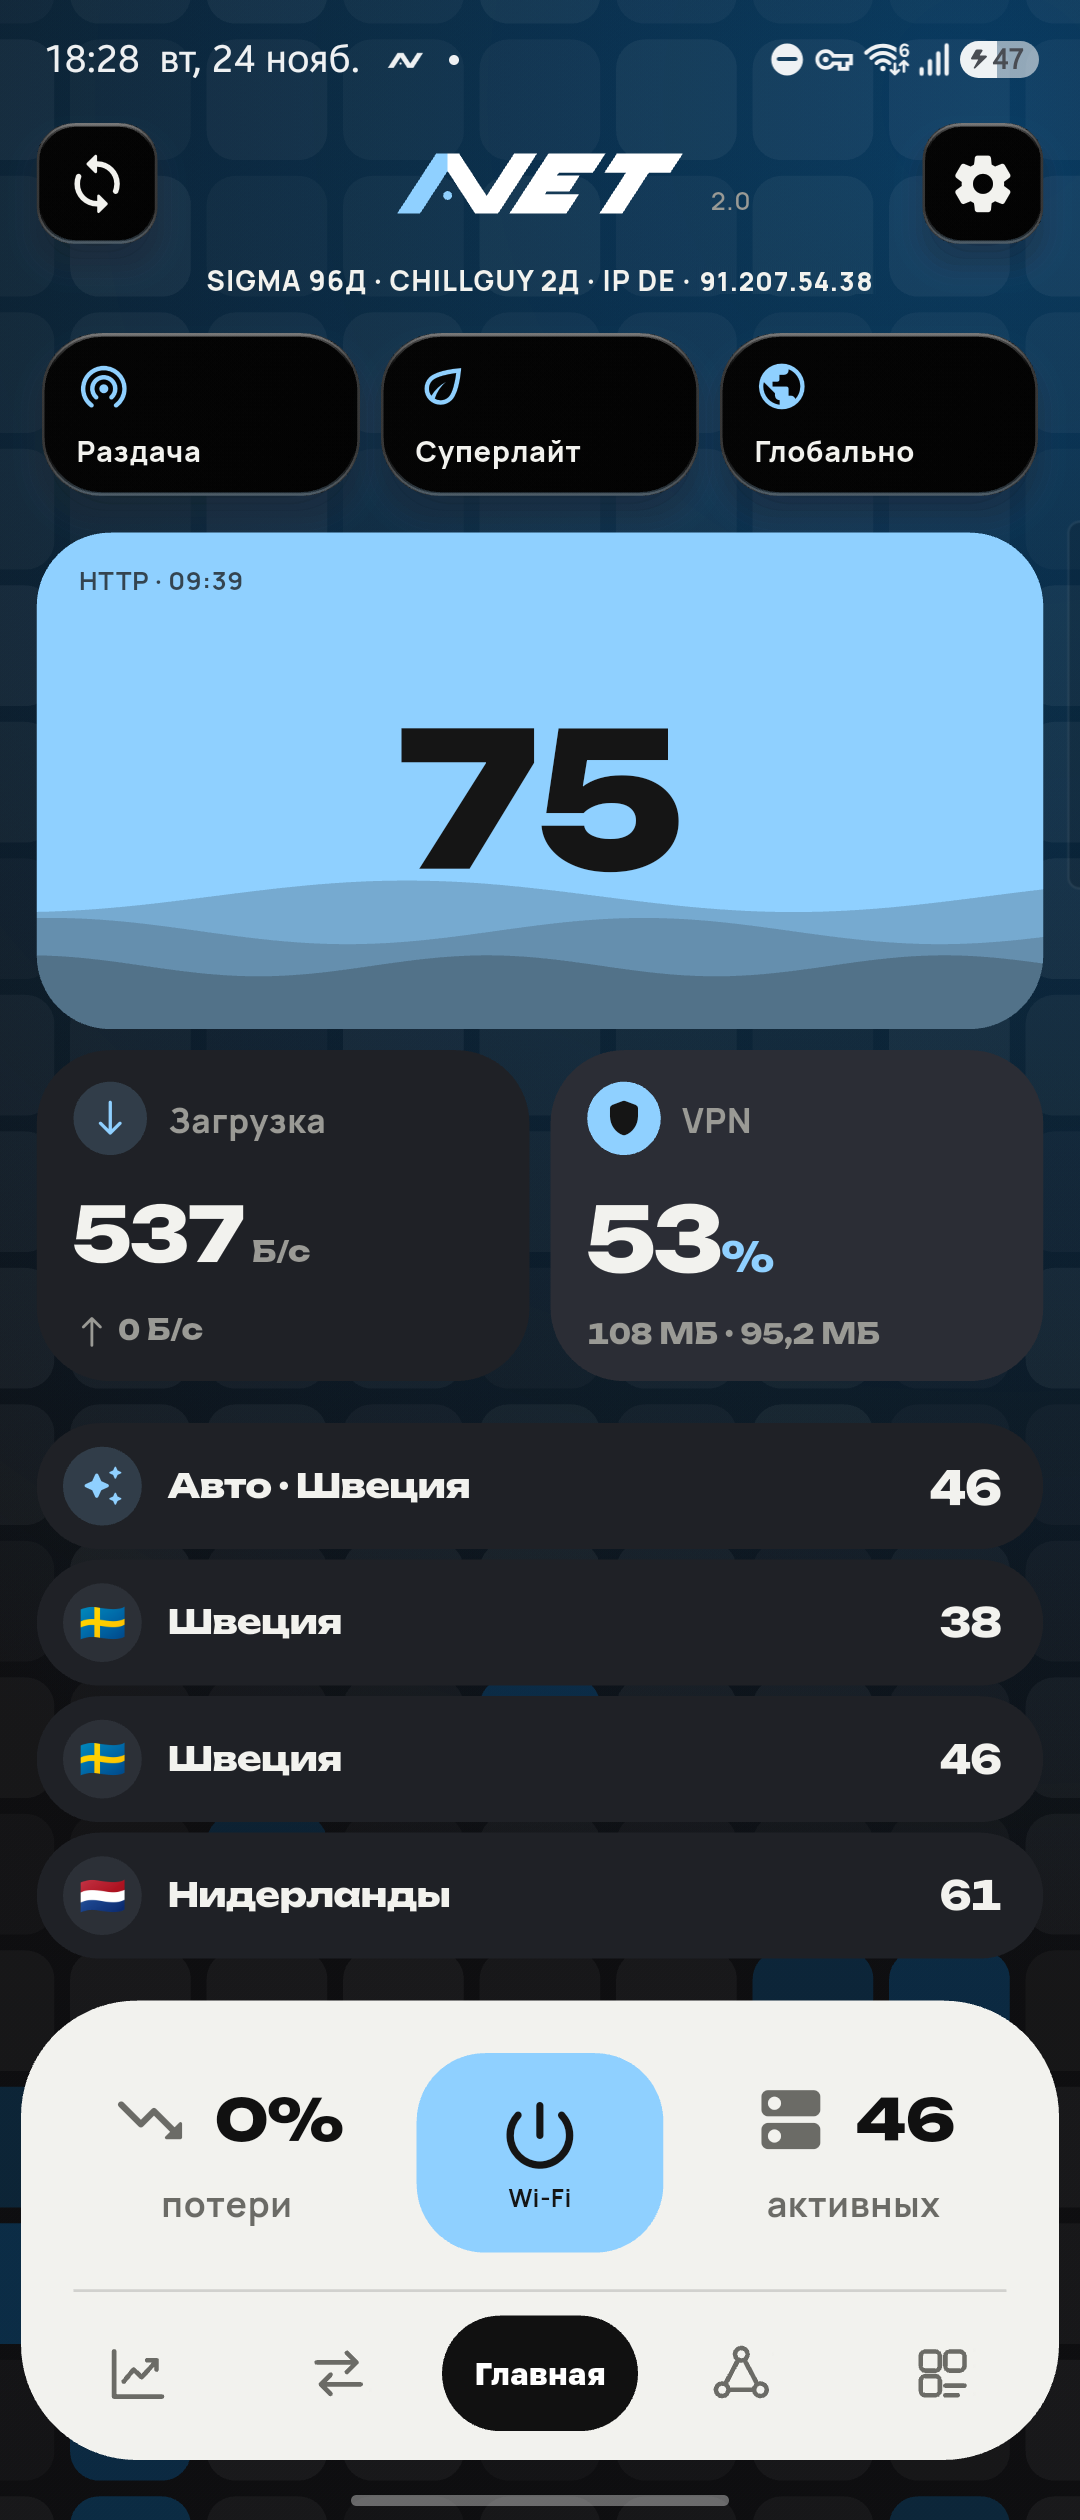 18:28 вт, 24 нояб.
6
47
NET 2.0
SIGMA 96Д · CHILLGUY 2Д · IP DE · 91.207.54.38
Раздача
Суперлайт
Глобально
HTTP · 09:39
75
Загрузка
537 Б/с
↑ 0 Б/с
VPN
53%
108 МБ · 95,2 МБ
Авто · Швеция 46
Швеция 38
Швеция 46
Нидерланды 61
0%
потери
Wi-Fi
46
активных
Главная